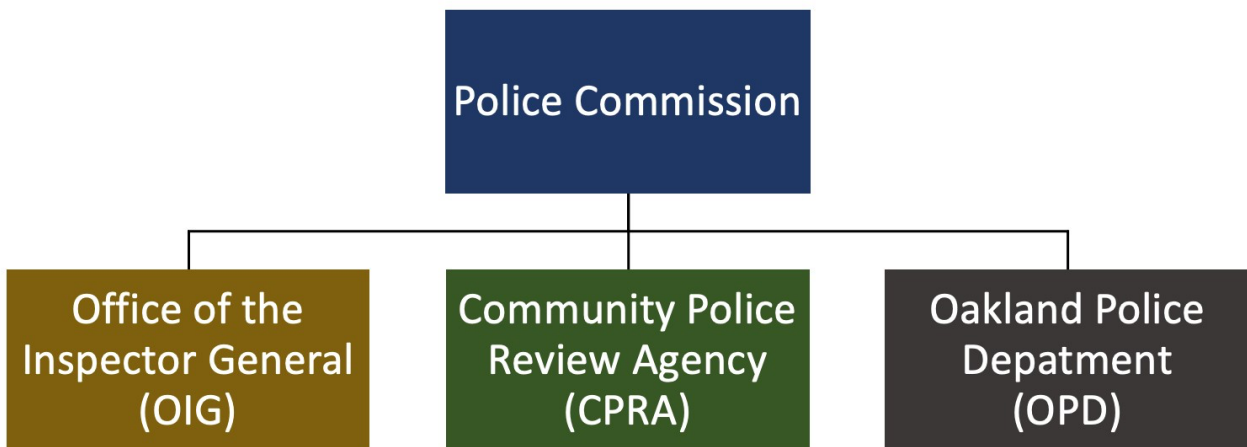 Police Commission
Office of the
Inspector General
(OIG)
Community Police
Review Agency
(CPRA)
Oakland Police
Depatment
(OPD)